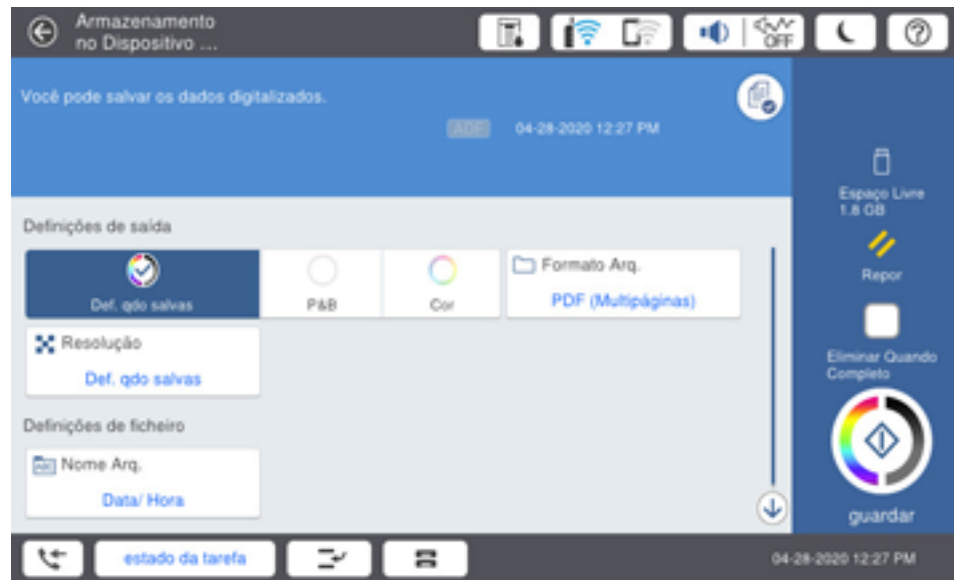 Armazenamento
no Dispositivo ...
OFF
Você pode salvar os dados digitalizados.
ADF 04-28-2020 12:27 PM
Espaço Livre
1.8 GB
Repor
Eliminar Quando
Completo
guardar
Definições de saída
Def. qdo salvas
P&B
Cor
Formato Arq.
PDF (Multipáginas)
Resolução
Def. qdo salvas
Definições de ficheiro
Nome Arq.
Data/ Hora
estado da tarefa
04-28-2020 12:27 PM